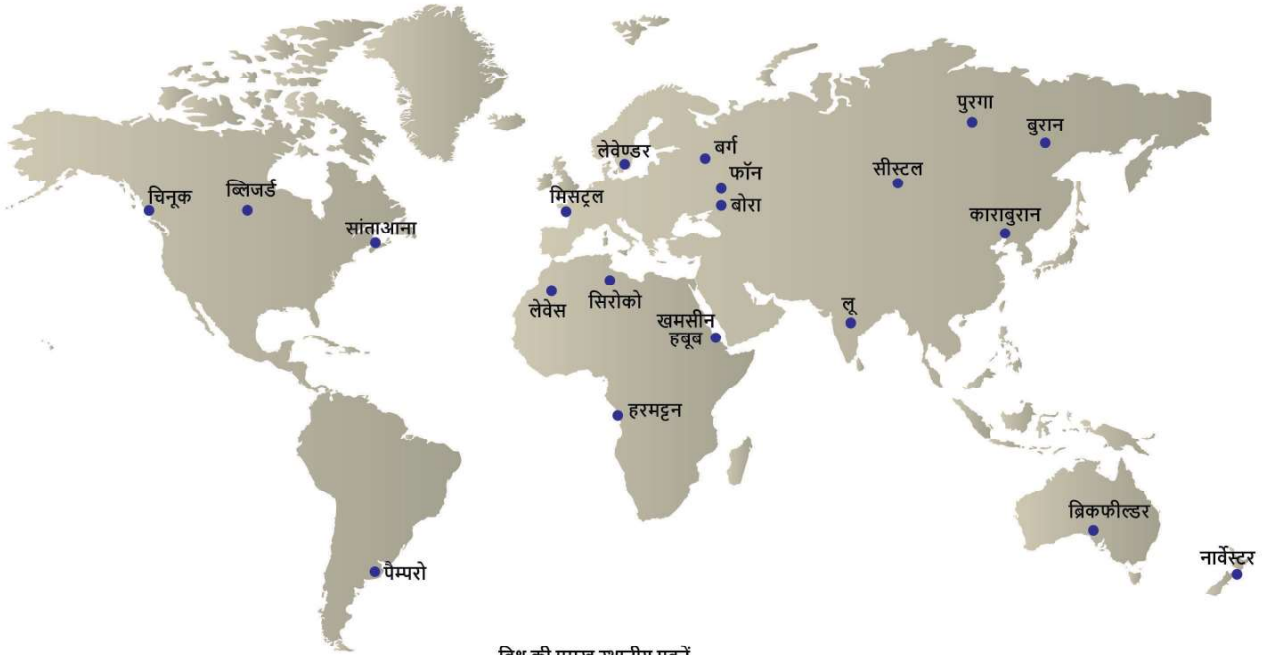 पुरगा
बुरान
लेवेण्डर
बर्ग
फॉन
सीस्टल
चिनूक
ब्लिजर्ड
मिसट्रल
बोरा
काराबुरान
सांताआना
लेवेस
सिरोको
खमसीन
हबूब
लू
हरमट्टन
ब्रिकफील्डर
नार्वेस्टर
पैम्परो